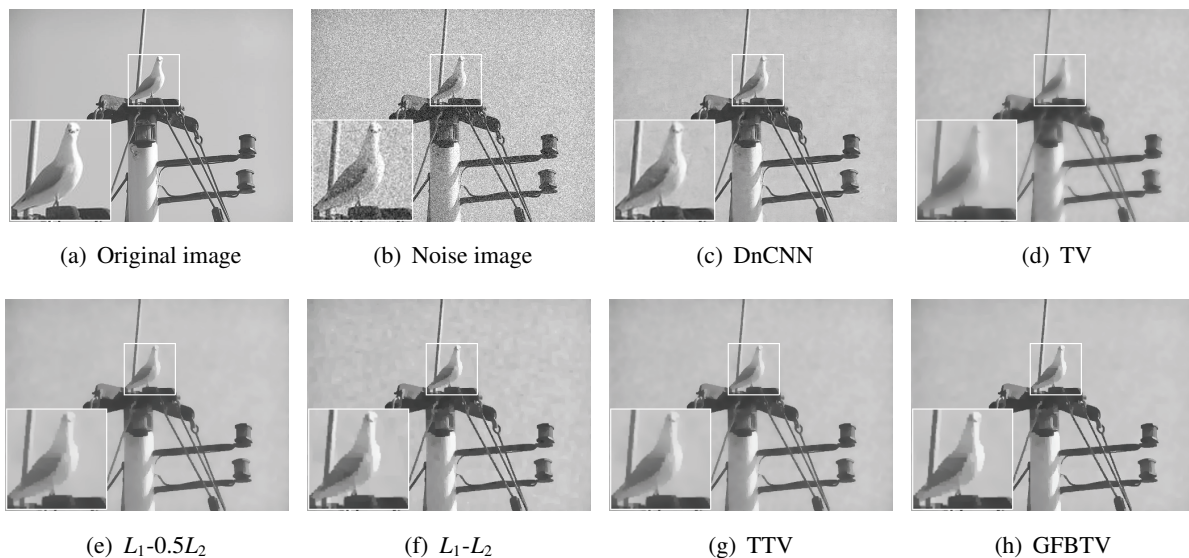 (a) Original image
(b) Noise image
(c) DnCNN
(d) TV
(e) L1-0.5L2
(f) L1-L2
(g) TTV
(h) GFBTV